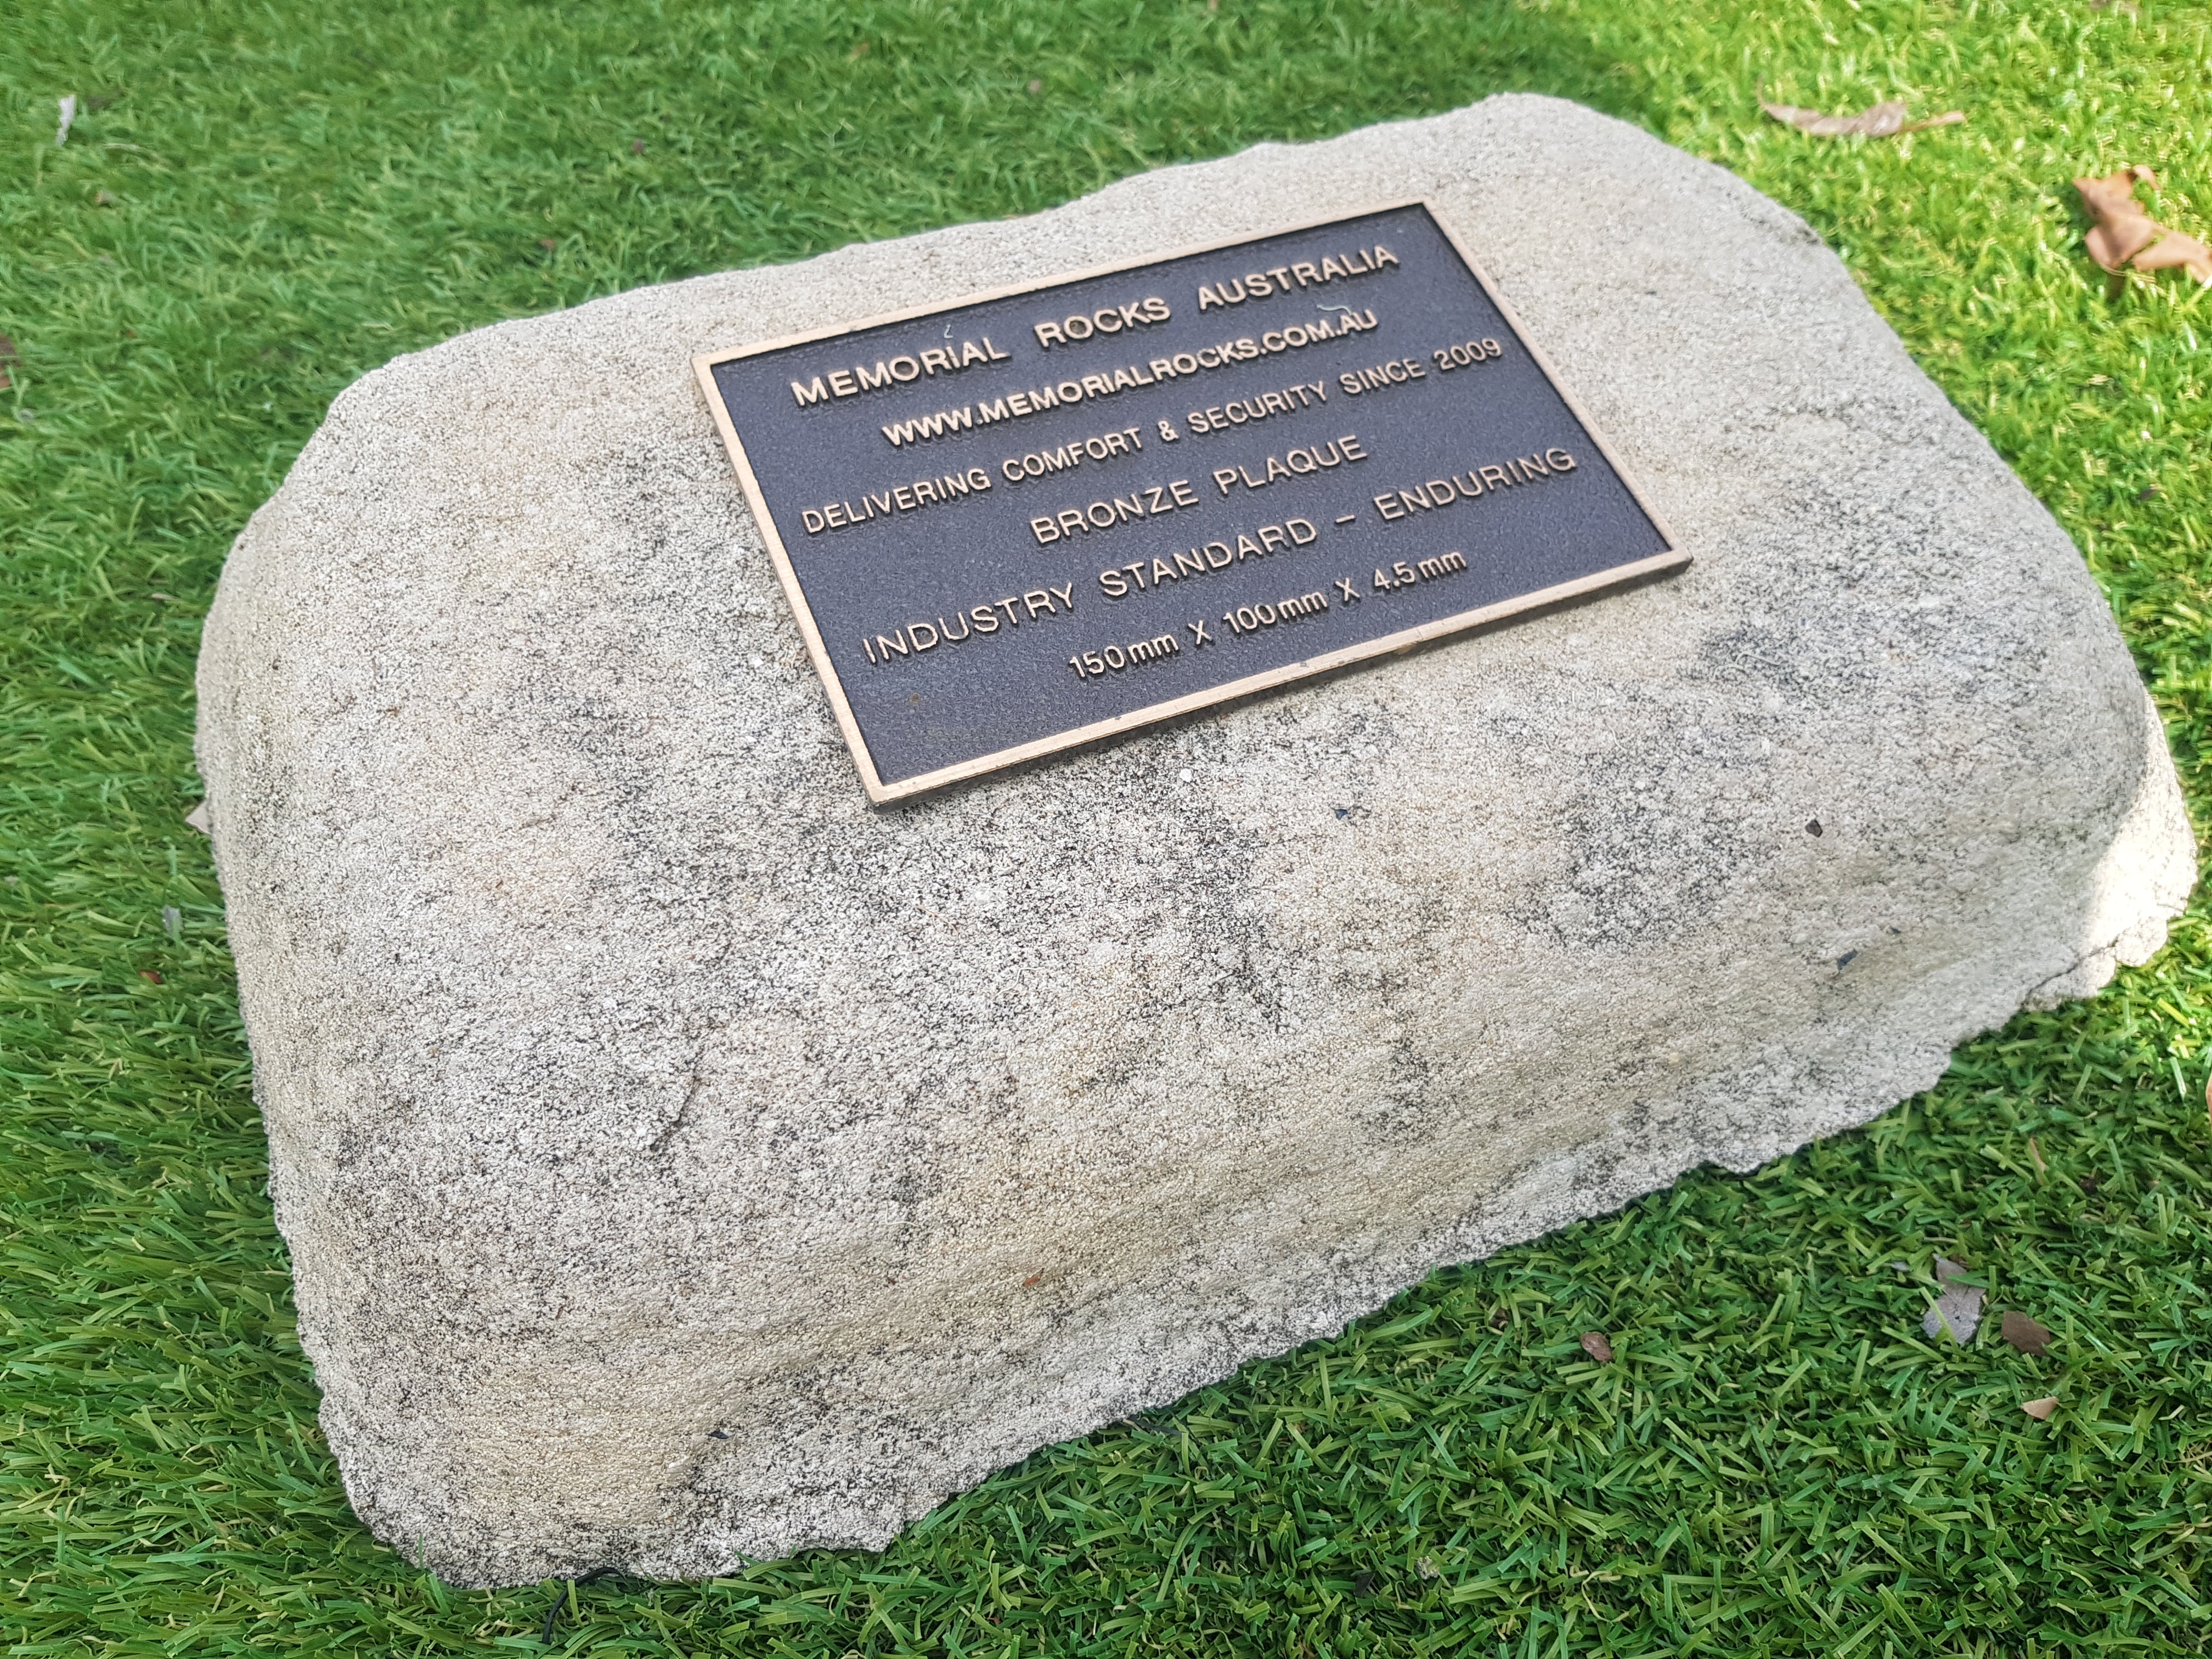 MEMORIAL ROCKS AUSTRALIA
WWW.MEMORIALROCKS.COM.AU
DELIVERING COMFORT & SECURITY SINCE 2009
BRONZE PLAQUE
INDUSTRY STANDARD - ENDURING
150mm X 100mm X 4.5mm